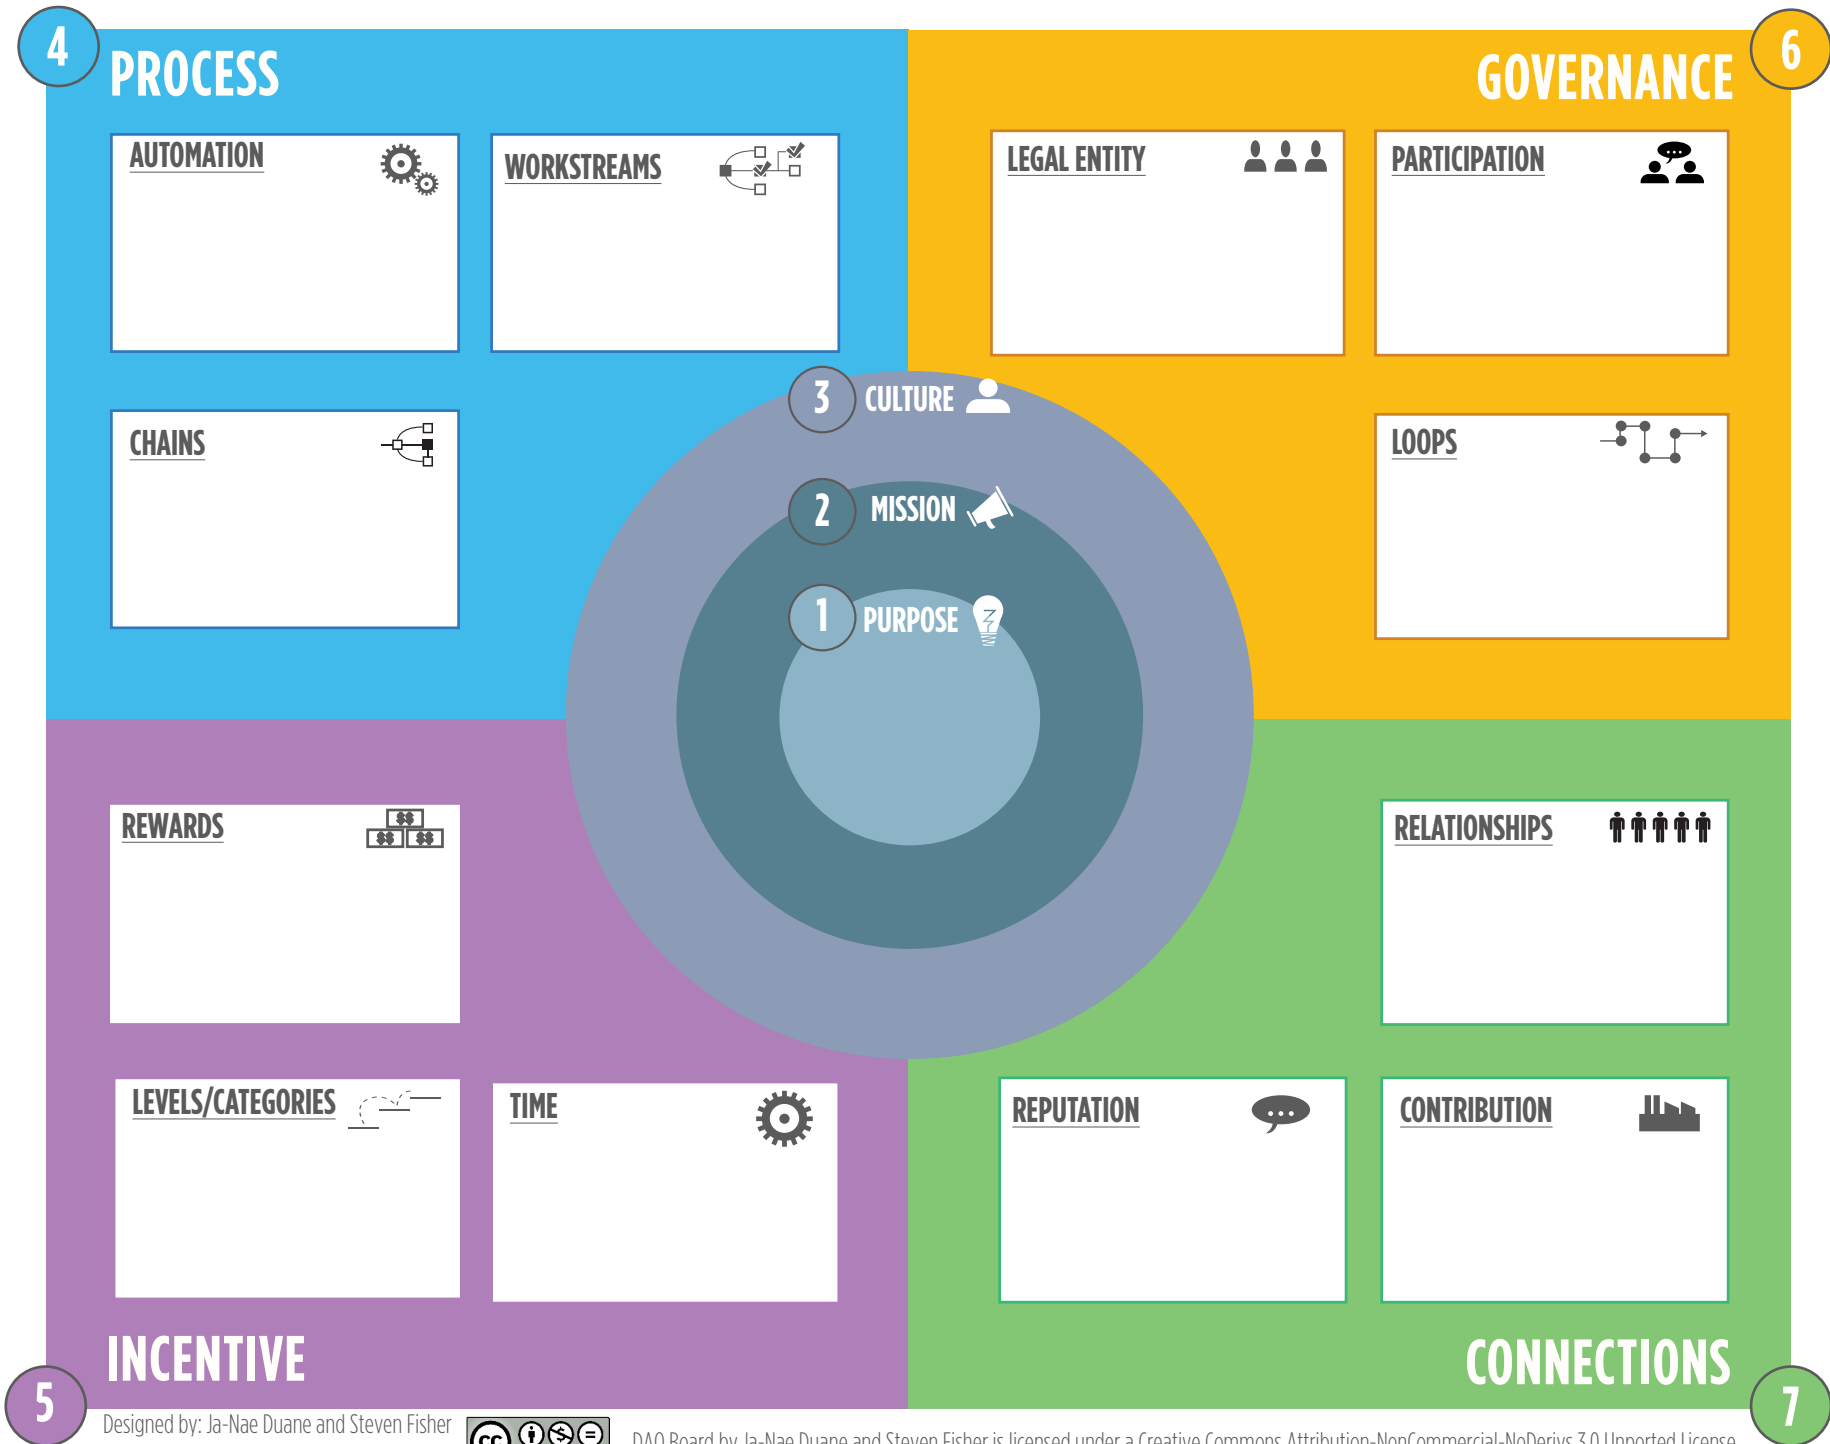 4
PROCESS
AUTOMATION
WORKSTREAMS
CHAINS
6
GOVERNANCE
LEGAL ENTITY
PARTICIPATION
LOOPS
3 CULTURE
2 MISSION
1 PURPOSE
REWARDS
$$
$$ $$
LEVELS/CATEGORIES
TIME
INCENTIVE
5
RELATIONSHIPS
REPUTATION
CONTRIBUTION
CONNECTIONS
7
Designed by: Ja-Nae Duane and Steven Fisher
cc
DAO Board by Ja-Nae Duane and Steven Fisher is licensed under a Creative Commons Attribution-NonCommercial-NoDerivs 3.0 Unported License